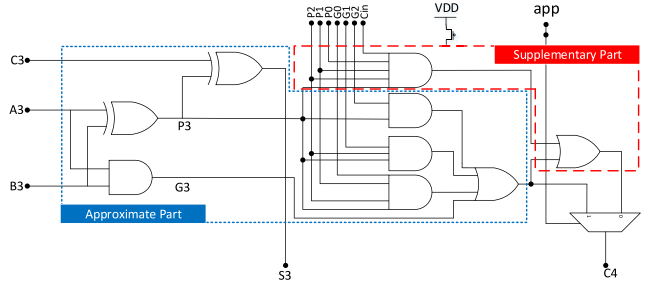 P2 P1 P0 G0 G1 G2 Cin
VDD
app
Supplementary Part
C3
A3
P3
B3
G3
Approximate Part
1 0
S3
C4